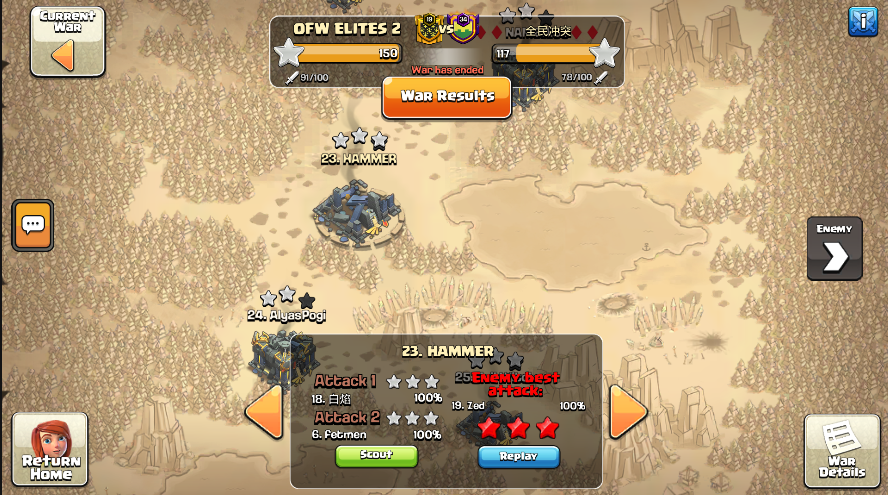 Current
War
OFW ELITES 2
19
34
vs
NA
全民冲突
150
117
War has ended
91/100
78/100
War Results
23. HAMMER
Enemy
24. AlyasPogi
23. HAMMER
25
Attack 1
18. 白焰
100%
Attack 2
6. fetmen
100%
Scout
Enemy best
attack:
19. Zed
100%
Replay
Return
Home
War
Details